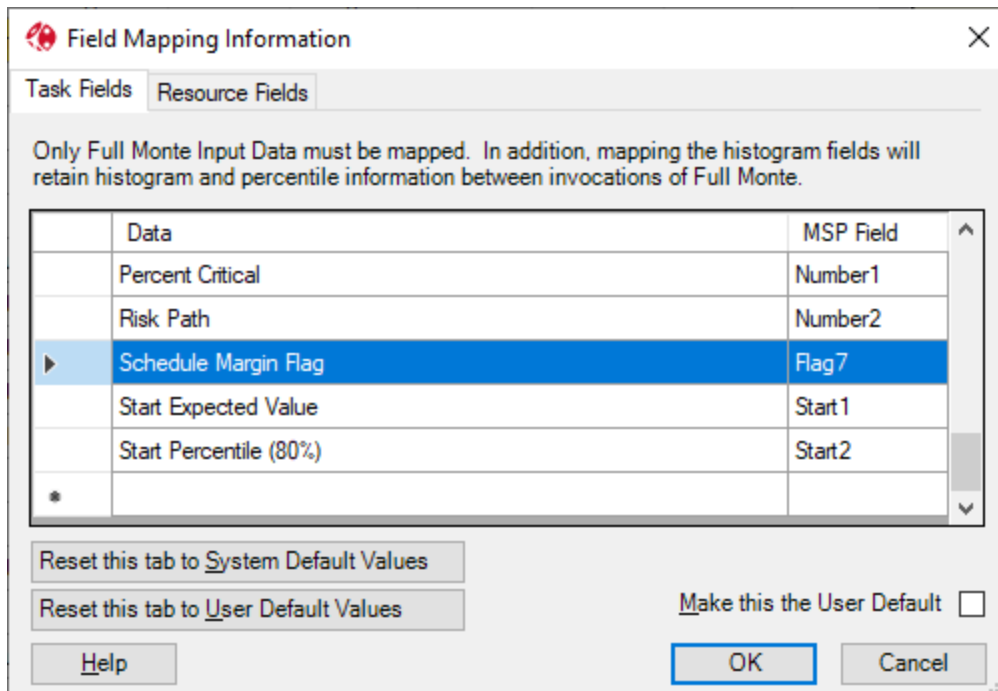 Field Mapping Information
Task Fields Resource Fields
Only Full Monte Input Data must be mapped. In addition, mapping the histogram fields will
retain histogram and percentile information between invocations of Full Monte.
Data MSP Field
Percent Critical Number1
Risk Path Number2
Schedule Margin Flag Flag7
Start Expected Value Start1
Start Percentile (80%) Start2
Reset this tab to System Default Values
Reset this tab to User Default Values
Make this the User Default
Help OK Cancel